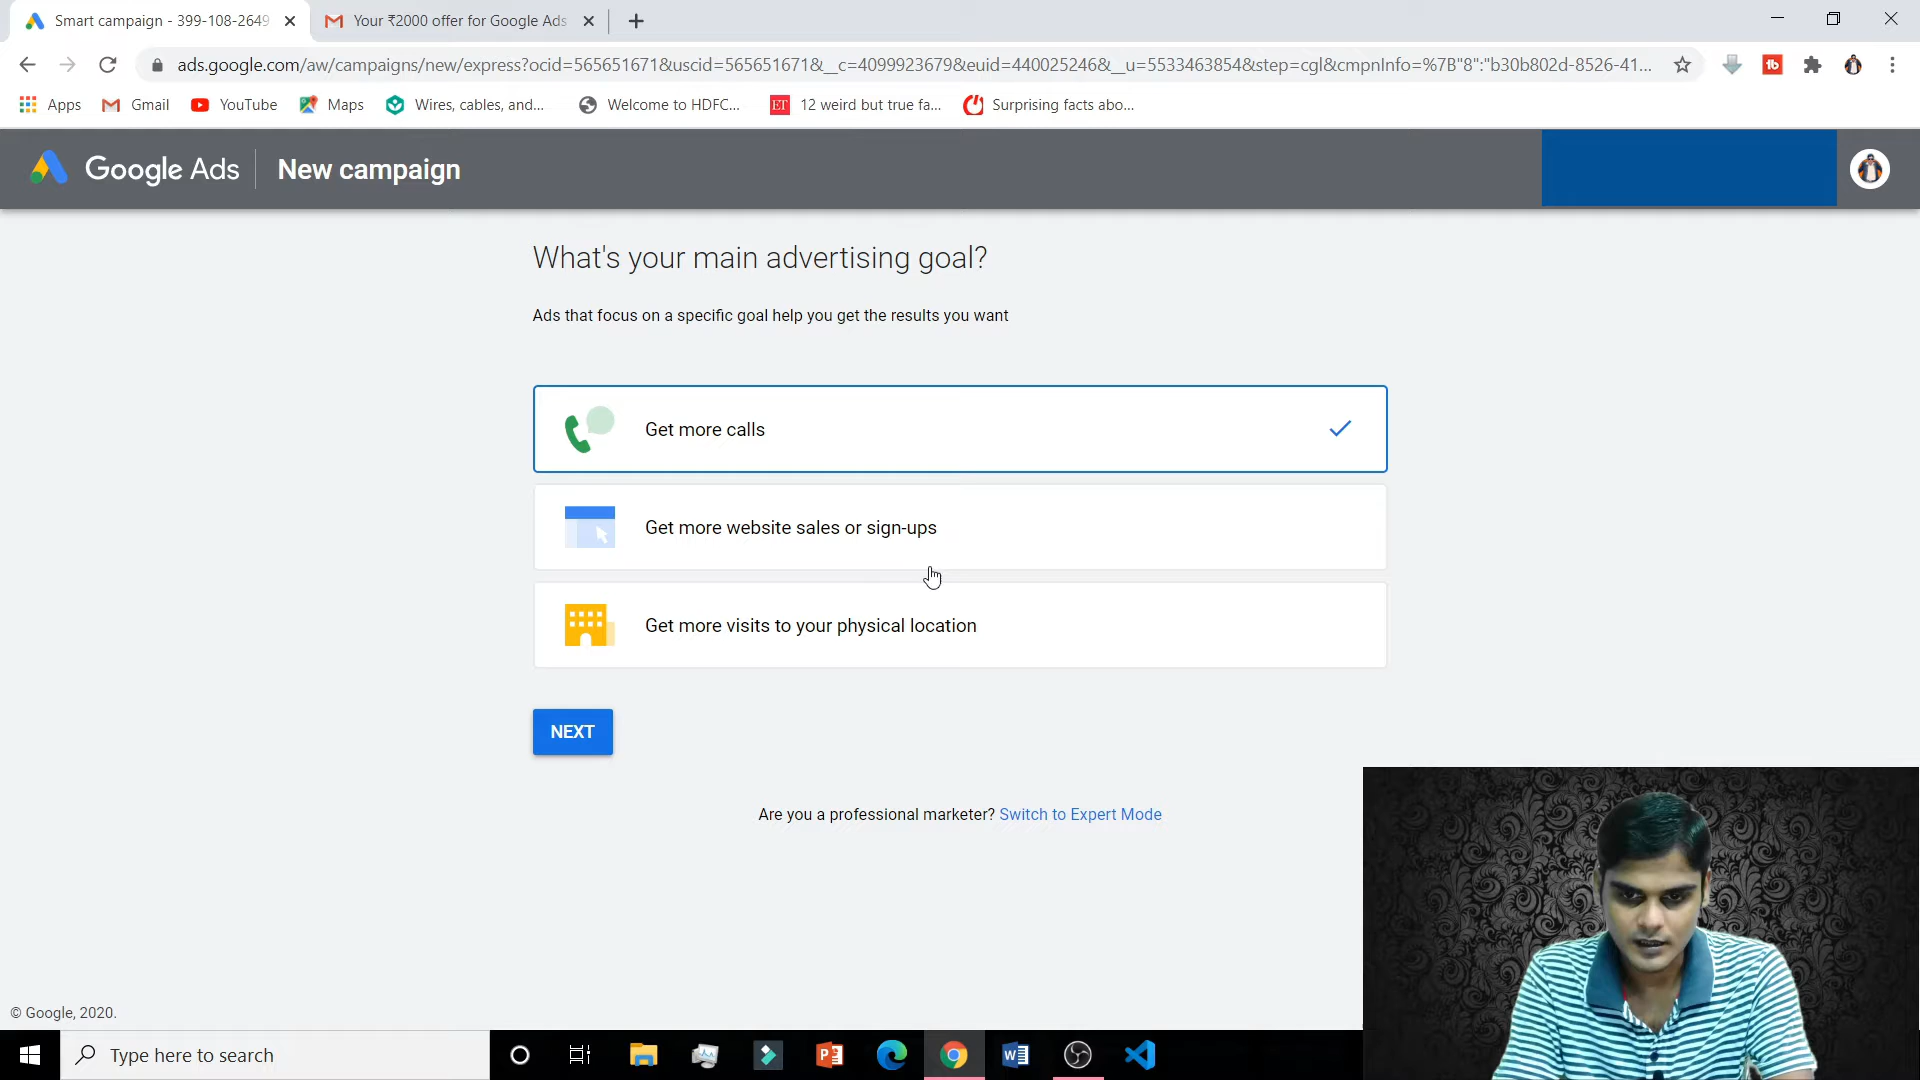 Smart campaign - 399-108-2649
Your ₹2000 offer for Google Ads
ads.google.com/aw/campaigns/new/express?ocid=565651671&uscid=565651671&__c=4099923679&euid=440025246&__u=5533463854&step=cgl&cmpnInfo=%7B"8":"b30b802d-8526-41...
tb
Apps
Gmail
YouTube
Maps
Wires, cables, and...
Welcome to HDFC...
ET
12 weird but true fa...
Surprising facts abo...
Google Ads
New campaign
What's your main advertising goal?
Ads that focus on a specific goal help you get the results you want
Get more calls
Get more website sales or sign-ups
Get more visits to your physical location
NEXT
Are you a professional marketer? Switch to Expert Mode
© Google, 2020.
Type here to search